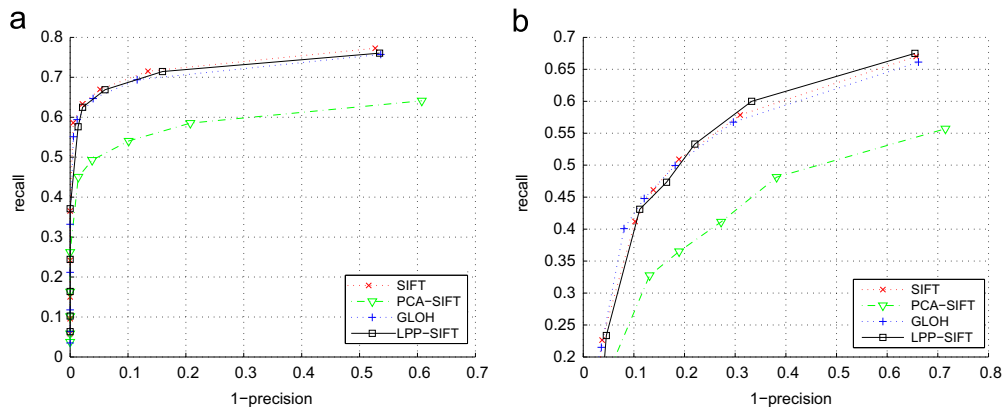 a
0.8
0.7
0.6
0.5
0.4
0.3
0.2
0.1
0
recall
0 0.1 0.2 0.3 0.4 0.5 0.6 0.7
1−precision
SIFT
PCA−SIFT
GLOH
LPP−SIFT
b
0.7
0.65
0.6
0.55
0.5
0.45
0.4
0.35
0.3
0.25
0.2
recall
0 0.1 0.2 0.3 0.4 0.5 0.6 0.7 0.8
1−precision
SIFT
PCA−SIFT
GLOH
LPP−SIFT